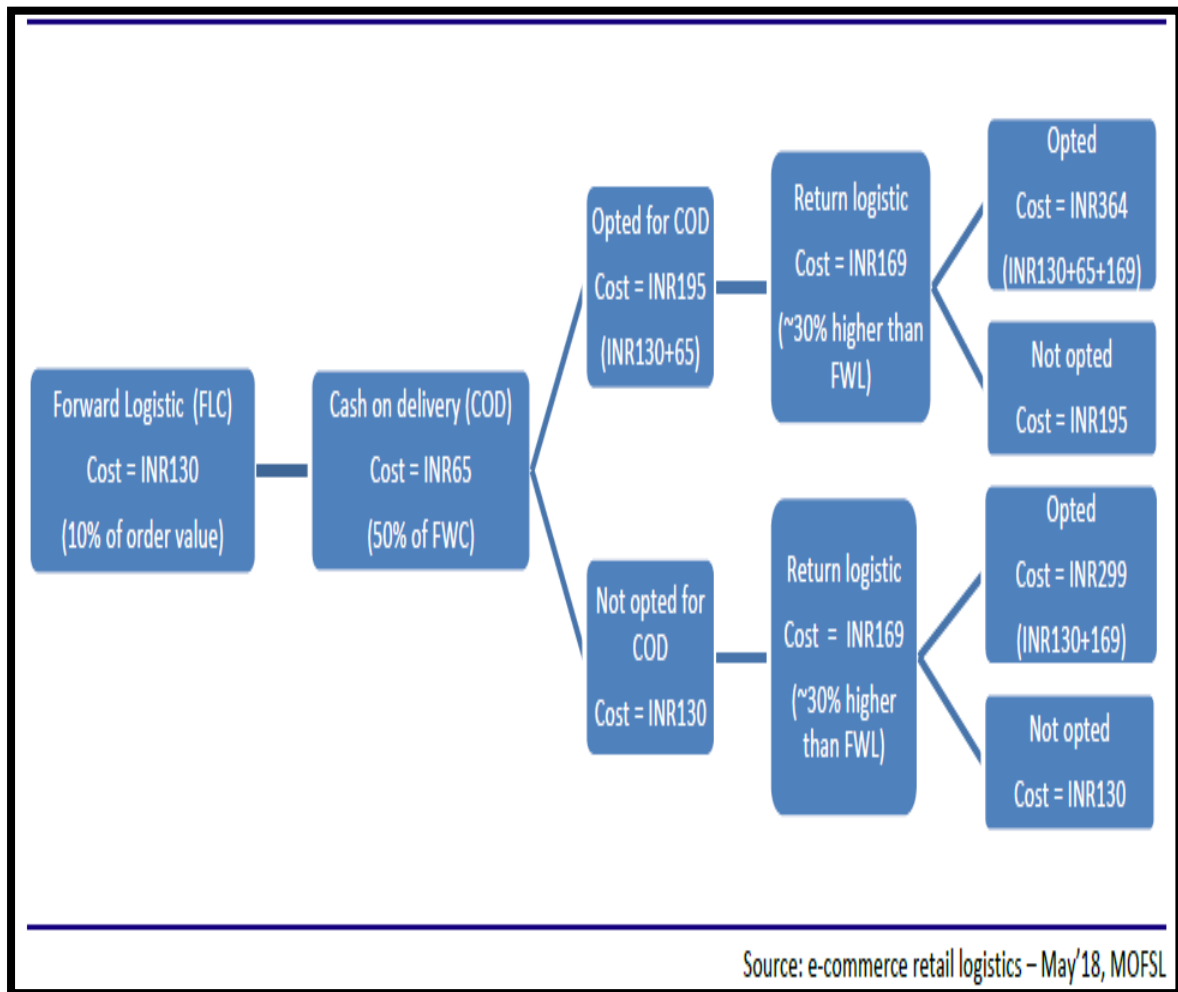 Forward Logistic (FLC)
Cost = INR130
(10% of order value)
Cash on delivery (COD)
Cost = INR65
(50% of FWC)
Opted for COD
Cost = INR195
(INR130+65)
Return logistic
Cost = INR169
(~30% higher than
FWL)
Opted
Cost = INR364
(INR130+65+169)
Not opted
Cost = INR195
Not opted for
COD
Cost = INR130
Return logistic
Cost = INR169
(~30% higher
than FWL)
Opted
Cost = INR299
(INR130+169)
Not opted
Cost = INR130
Source: e-commerce retail logistics – May'18, MOFSL